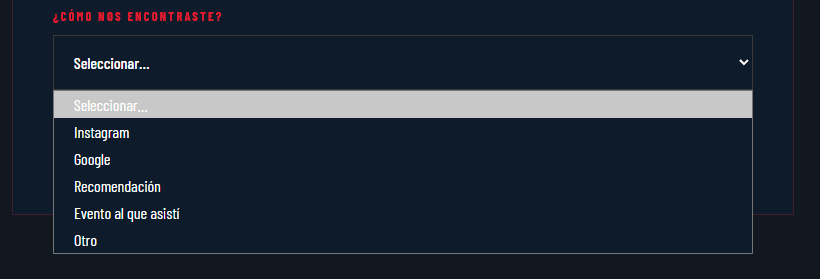 ¿CÓMO NOS ENCONTRASTE?
Seleccionar...
Seleccionar...
Instagram
Google
Recomendación
Evento al que asistí
Otro